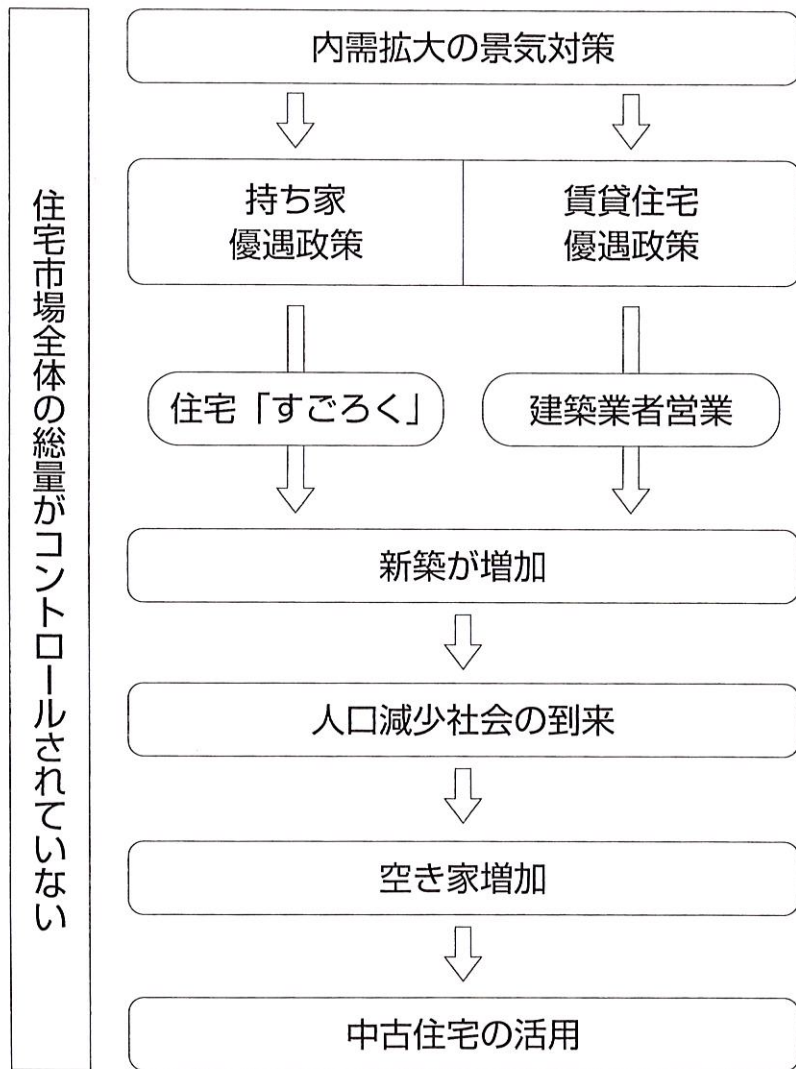 住宅市場全体の総量がコントロールされていない
内需拡大の景気対策
持ち家
優遇政策
賃貸住宅
優遇政策
住宅「すごろく」
建築業者営業
新築が増加
人口減少社会の到来
空き家増加
中古住宅の活用